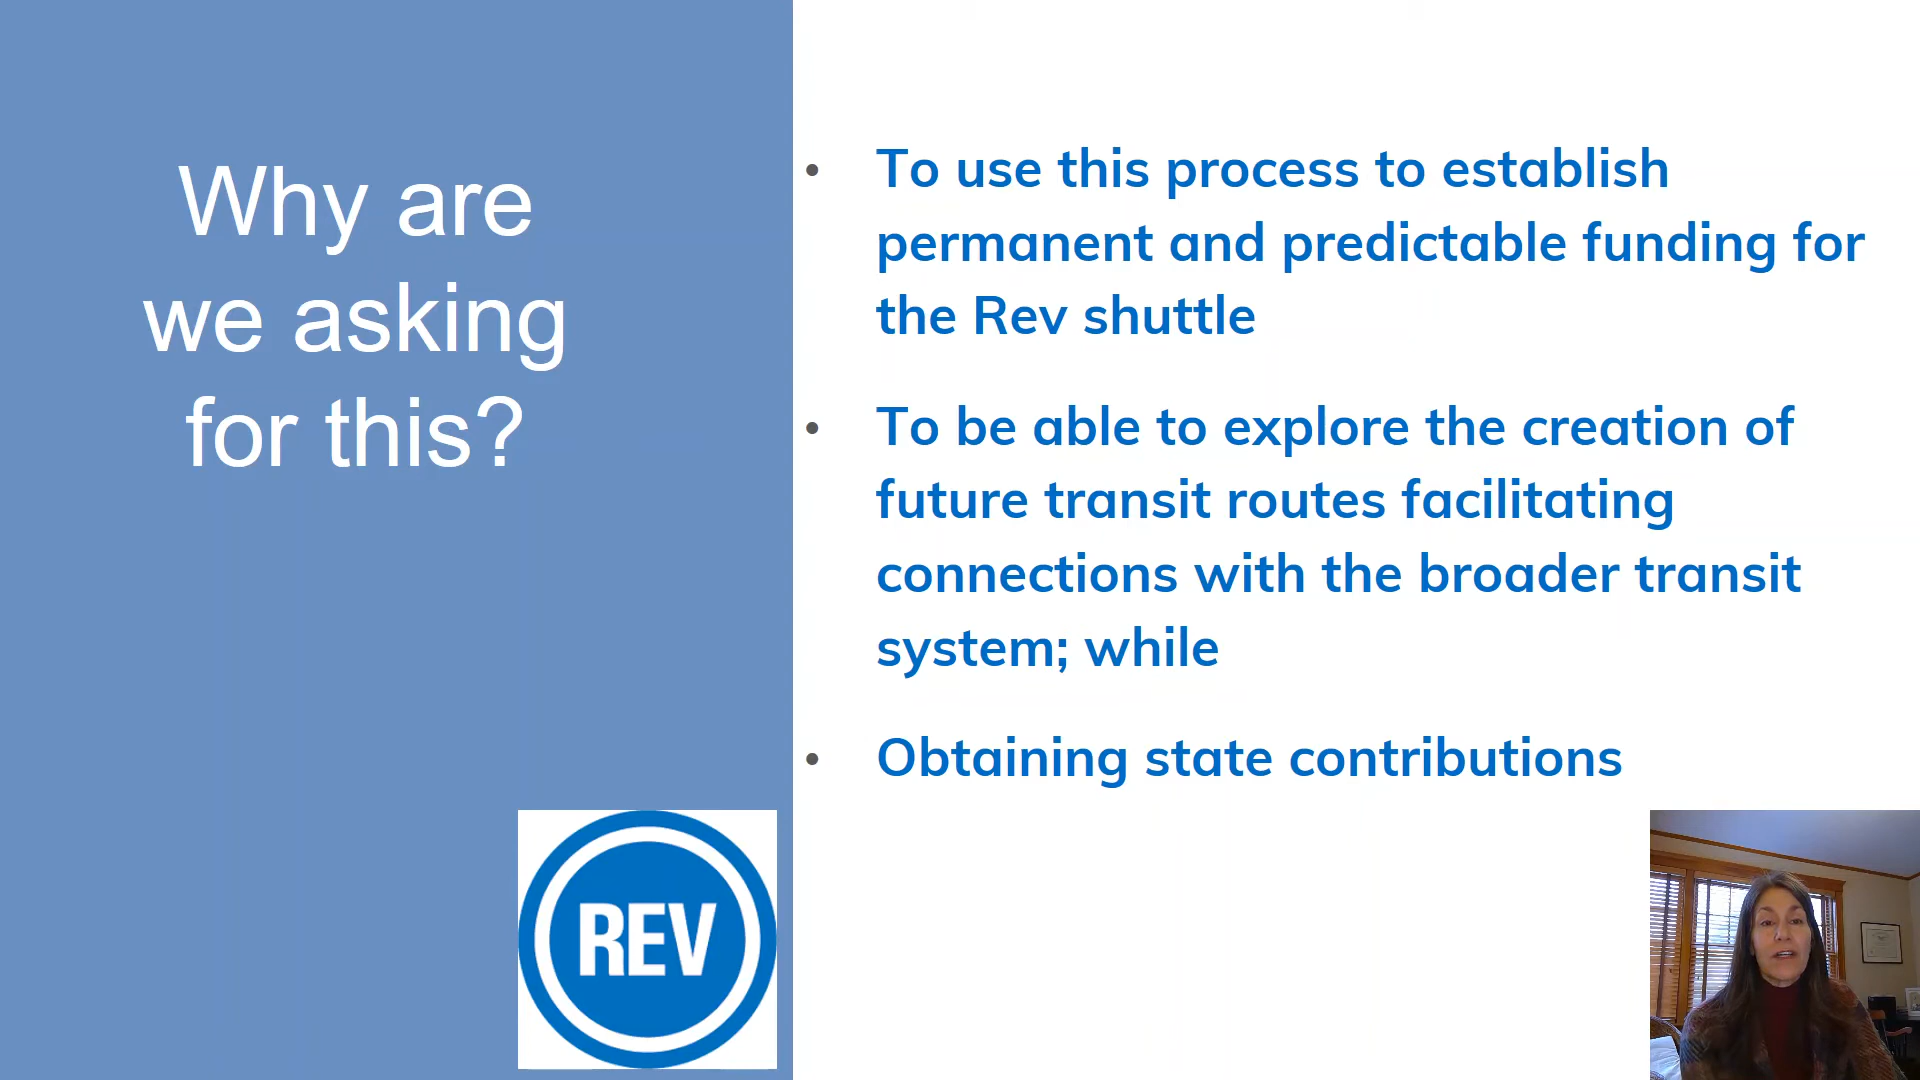 Why are
we asking
for this?
• To use this process to establish
permanent and predictable funding for
the Rev shuttle
• To be able to explore the creation of
future transit routes facilitating
connections with the broader transit
system; while
• Obtaining state contributions
REV